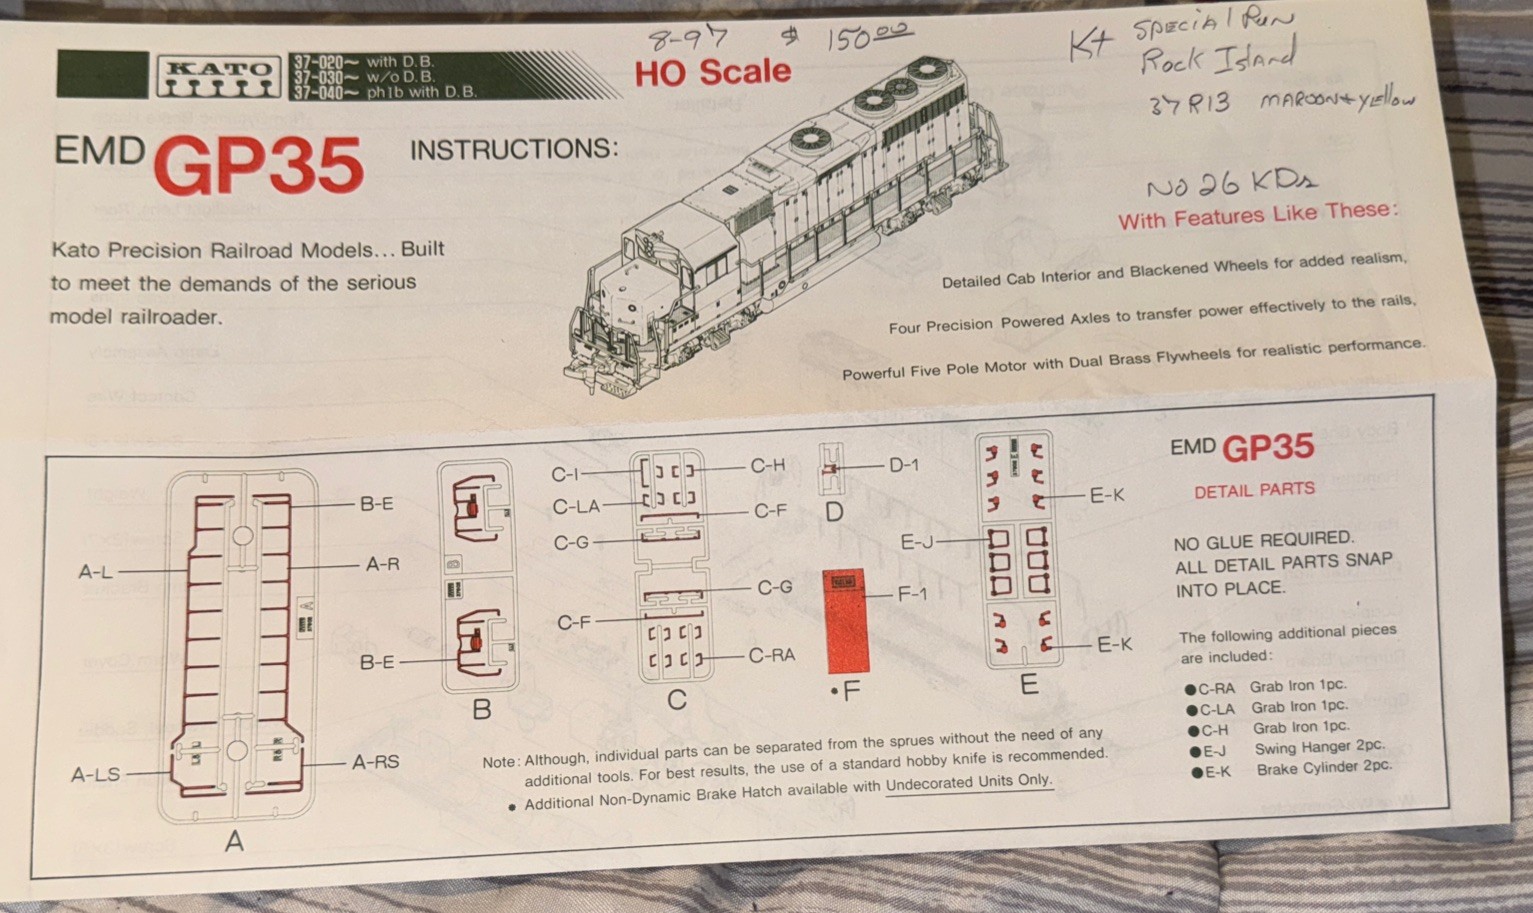 8-97 $ 150.00
Kt Special Run
Rock Island
37R13 MAROON + YELLOW
NO 26 KDs
KATO
37-020~ with D.B.
37-030~ w/o D.B.
37-040~ ph1b with D.B.
HO Scale
EMD GP35 INSTRUCTIONS:
Kato Precision Railroad Models... Built
to meet the demands of the serious
model railroader.
With Features Like These:
Detailed Cab Interior and Blackened Wheels for added realism,
Four Precision Powered Axles to transfer power effectively to the rails,
Powerful Five Pole Motor with Dual Brass Flywheels for realistic performance.
B-E
A-L
A-R
B-E
A-LS
A-RS
A
B
C-I
C-H
C-LA
C-F
C-G
C-G
C-F
C-RA
C
D-1
D
F-1
•F
E-K
E-J
E-K
E
EMD GP35
DETAIL PARTS
NO GLUE REQUIRED.
ALL DETAIL PARTS SNAP
INTO PLACE.
The following additional pieces
are included:
●C-RA Grab Iron 1pc.
●C-LA Grab Iron 1pc.
●C-H Grab Iron 1pc.
●E-J Swing Hanger 2pc.
●E-K Brake Cylinder 2pc.
Note: Although, individual parts can be separated from the sprues without the need of any
additional tools. For best results, the use of a standard hobby knife is recommended.
• Additional Non-Dynamic Brake Hatch available with Undecorated Units Only.